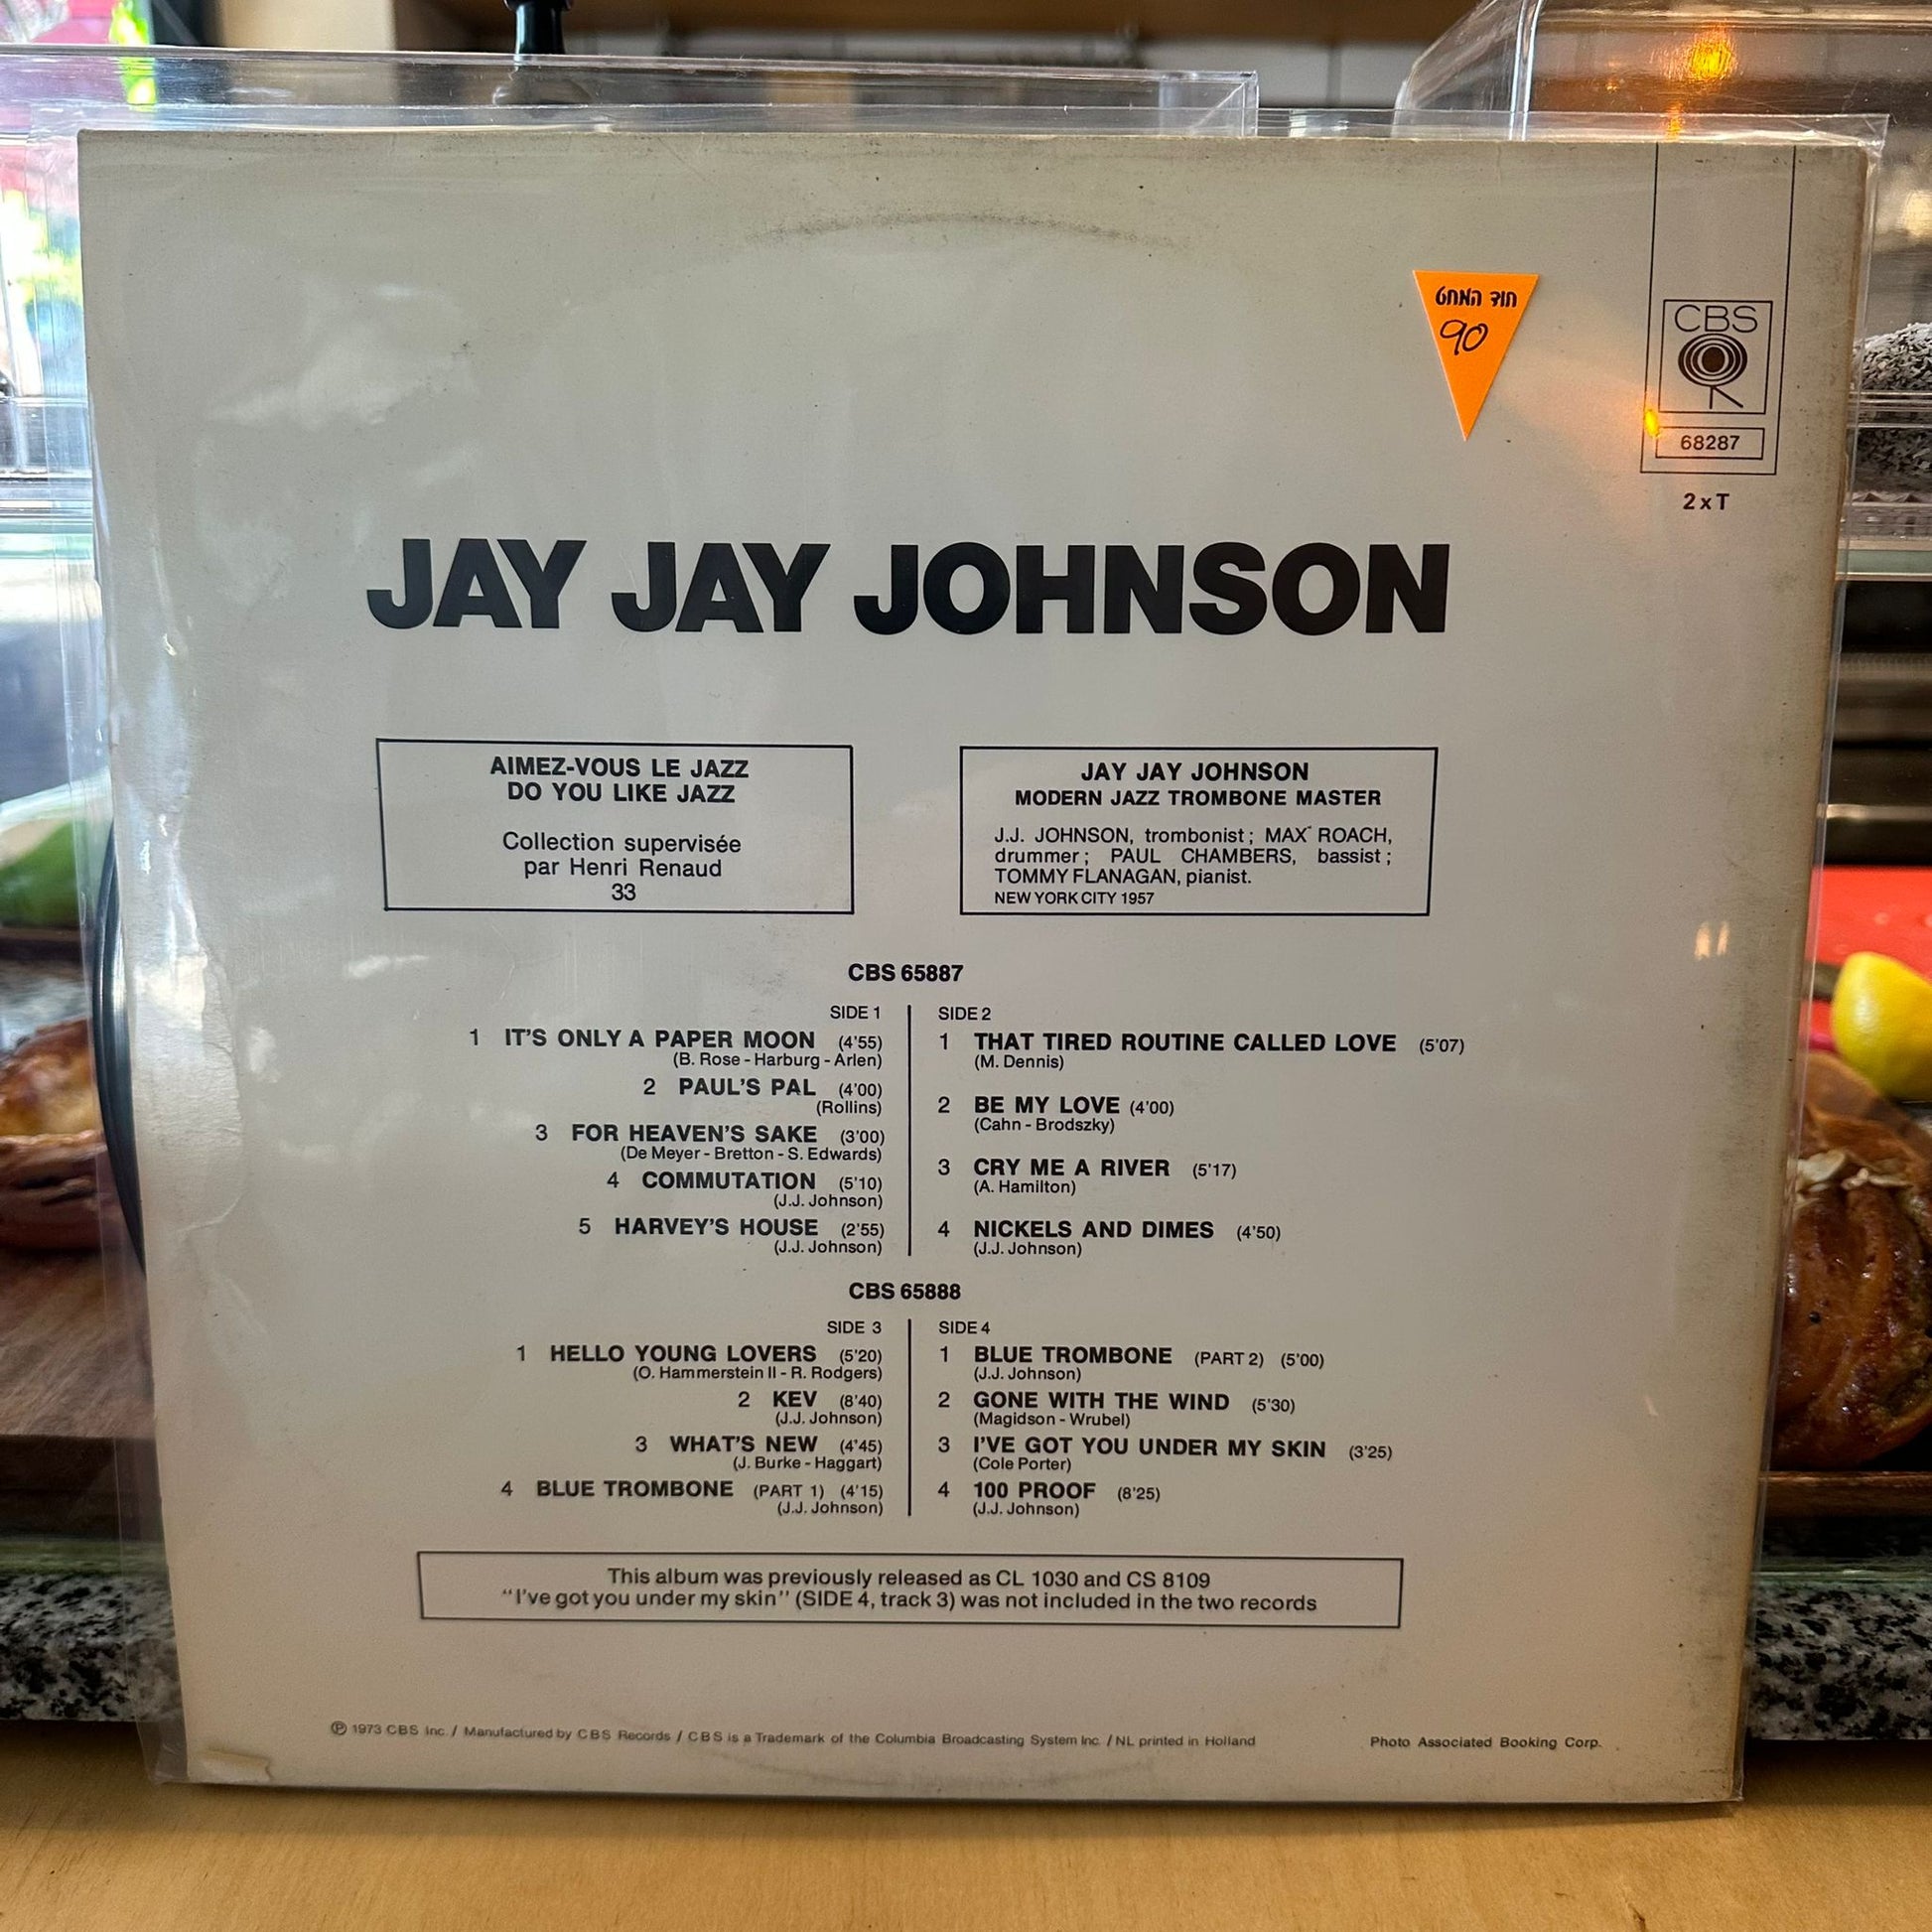 חוד המחט
90
CBS
68287
2 x T
JAY JAY JOHNSON
AIMEZ-VOUS LE JAZZ
DO YOU LIKE JAZZ
Collection supervisée
par Henri Renaud
33
JAY JAY JOHNSON
MODERN JAZZ TROMBONE MASTER
J.J. JOHNSON, trombonist ; MAX ROACH,
drummer ; PAUL CHAMBERS, bassist ;
TOMMY FLANAGAN, pianist.
NEW YORK CITY 1957
CBS 65887
SIDE 1
1 IT'S ONLY A PAPER MOON (4'55)
(B. Rose - Harburg - Arlen)
2 PAUL'S PAL (4'00)
(Rollins)
3 FOR HEAVEN'S SAKE (3'00)
(De Meyer - Bretton - S. Edwards)
4 COMMUTATION (5'10)
(J.J. Johnson)
5 HARVEY'S HOUSE (2'55)
(J.J. Johnson)
SIDE 2
1 THAT TIRED ROUTINE CALLED LOVE (5'07)
(M. Dennis)
2 BE MY LOVE (4'00)
(Cahn - Brodszky)
3 CRY ME A RIVER (5'17)
(A. Hamilton)
4 NICKELS AND DIMES (4'50)
(J.J. Johnson)
CBS 65888
SIDE 3
1 HELLO YOUNG LOVERS (5'20)
(O. Hammerstein II - R. Rodgers)
2 KEV (8'40)
(J.J. Johnson)
3 WHAT'S NEW (4'45)
(J. Burke - Haggart)
4 BLUE TROMBONE (PART 1) (4'15)
(J.J. Johnson)
SIDE 4
1 BLUE TROMBONE (PART 2) (5'00)
(J.J. Johnson)
2 GONE WITH THE WIND (5'30)
(Magidson - Wrubel)
3 I'VE GOT YOU UNDER MY SKIN (3'25)
(Cole Porter)
4 100 PROOF (8'25)
(J.J. Johnson)
This album was previously released as CL 1030 and CS 8109
"I've got you under my skin" (SIDE 4, track 3) was not included in the two records
℗ 1973 CBS Inc. / Manufactured by CBS Records / CBS is a Trademark of the Columbia Broadcasting System Inc. / NL printed in Holland
Photo Associated Booking Corp.